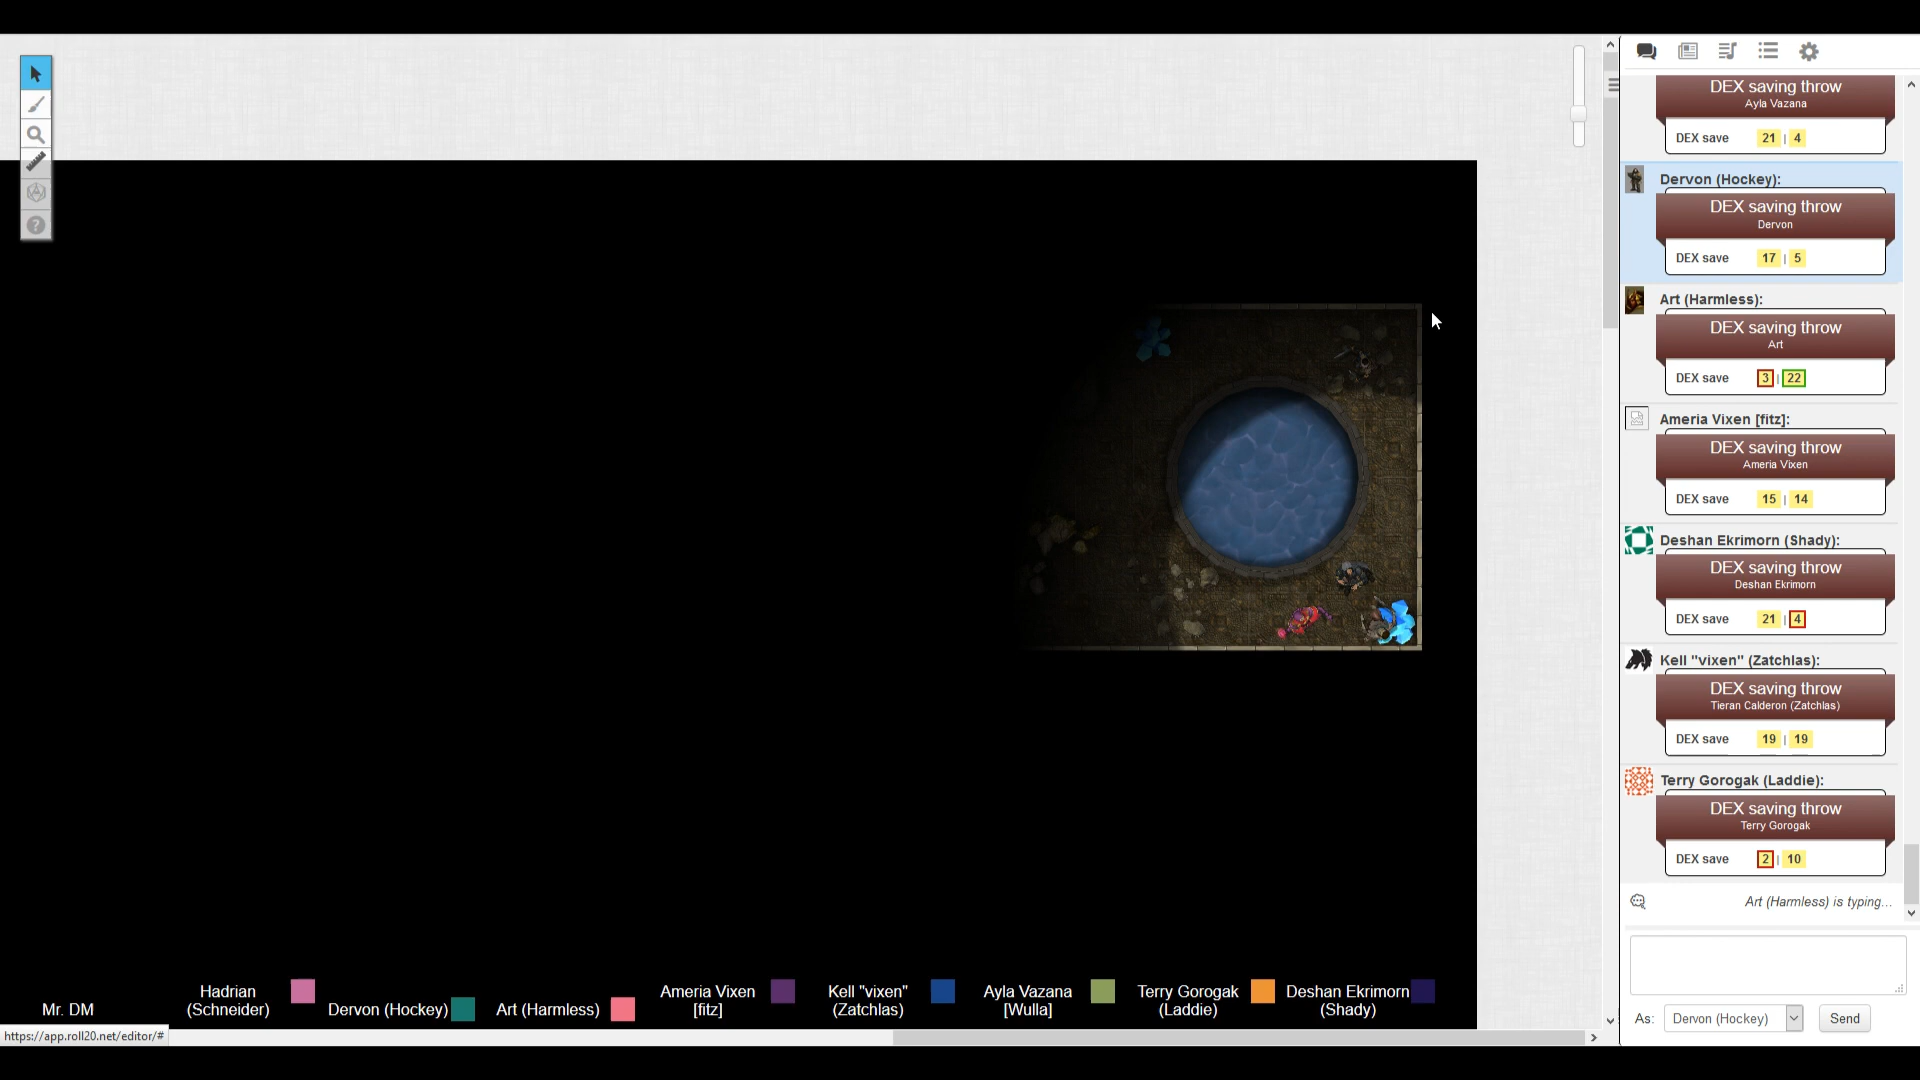 DEX saving throw
Ayla Vazana
DEX save 21 | 4
Dervon (Hockey):
DEX saving throw
Dervon
DEX save 17 | 5
Art (Harmless):
DEX saving throw
Art
DEX save 3 | 22
Ameria Vixen [fitz]:
DEX saving throw
Ameria Vixen
DEX save 15 | 14
Deshan Ekrimorn (Shady):
DEX saving throw
Deshan Ekrimorn
DEX save 21 | 4
Kell "vixen" (Zatchlas):
DEX saving throw
Tieran Calderon (Zatchlas)
DEX save 19 | 19
Terry Gorogak (Laddie):
DEX saving throw
Terry Gorogak
DEX save 2 | 10
Art (Harmless) is typing...
As: Dervon (Hockey) Send
Mr. DM
Hadrian
(Schneider)
Dervon (Hockey)
Art (Harmless)
Ameria Vixen
[fitz]
Kell "vixen"
(Zatchlas)
Ayla Vazana
[Wulla]
Terry Gorogak
(Laddie)
Deshan Ekrimorn
(Shady)
https://app.roll20.net/editor/#